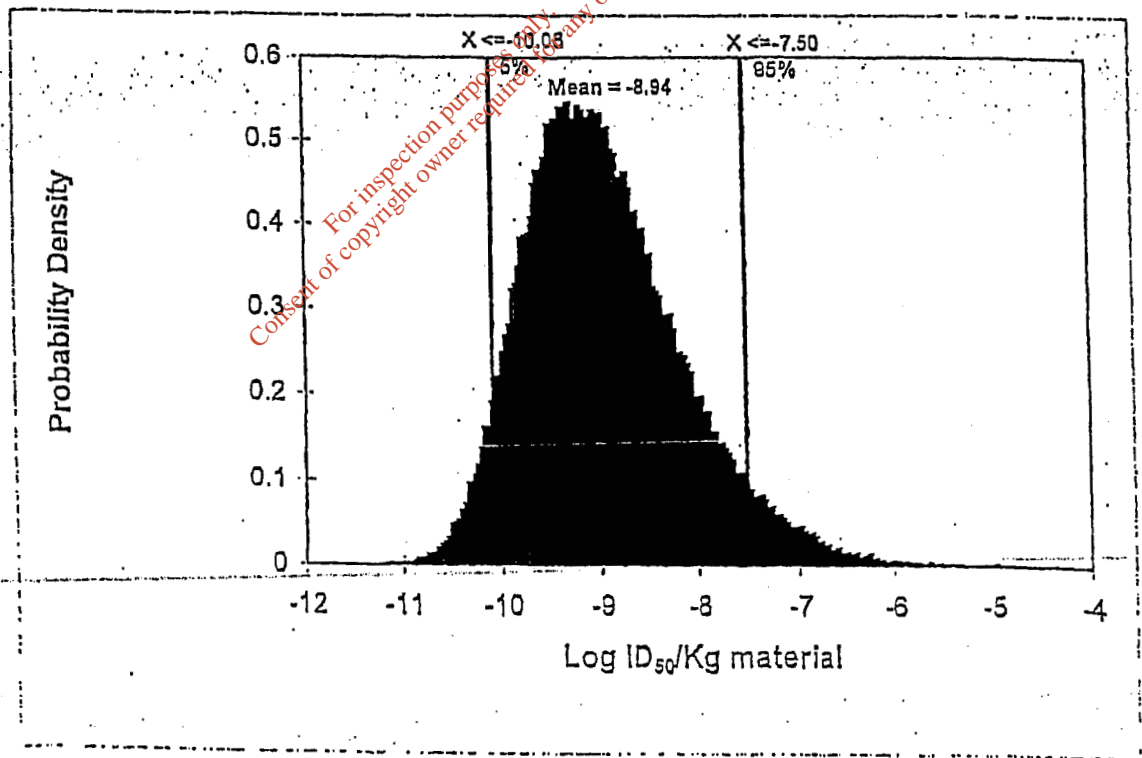 For inspection purposes only.
Consent of copyright owner required for any o
X <=-10.08
X <=-7.50
5%
95%
Mean = -8.94
Probability Density
0.6
0.5
0.4
0.3
0.2
0.1
0
-12 -11 -10 -9 -8 -7 -6 -5 -4
Log ID₅₀/Kg material